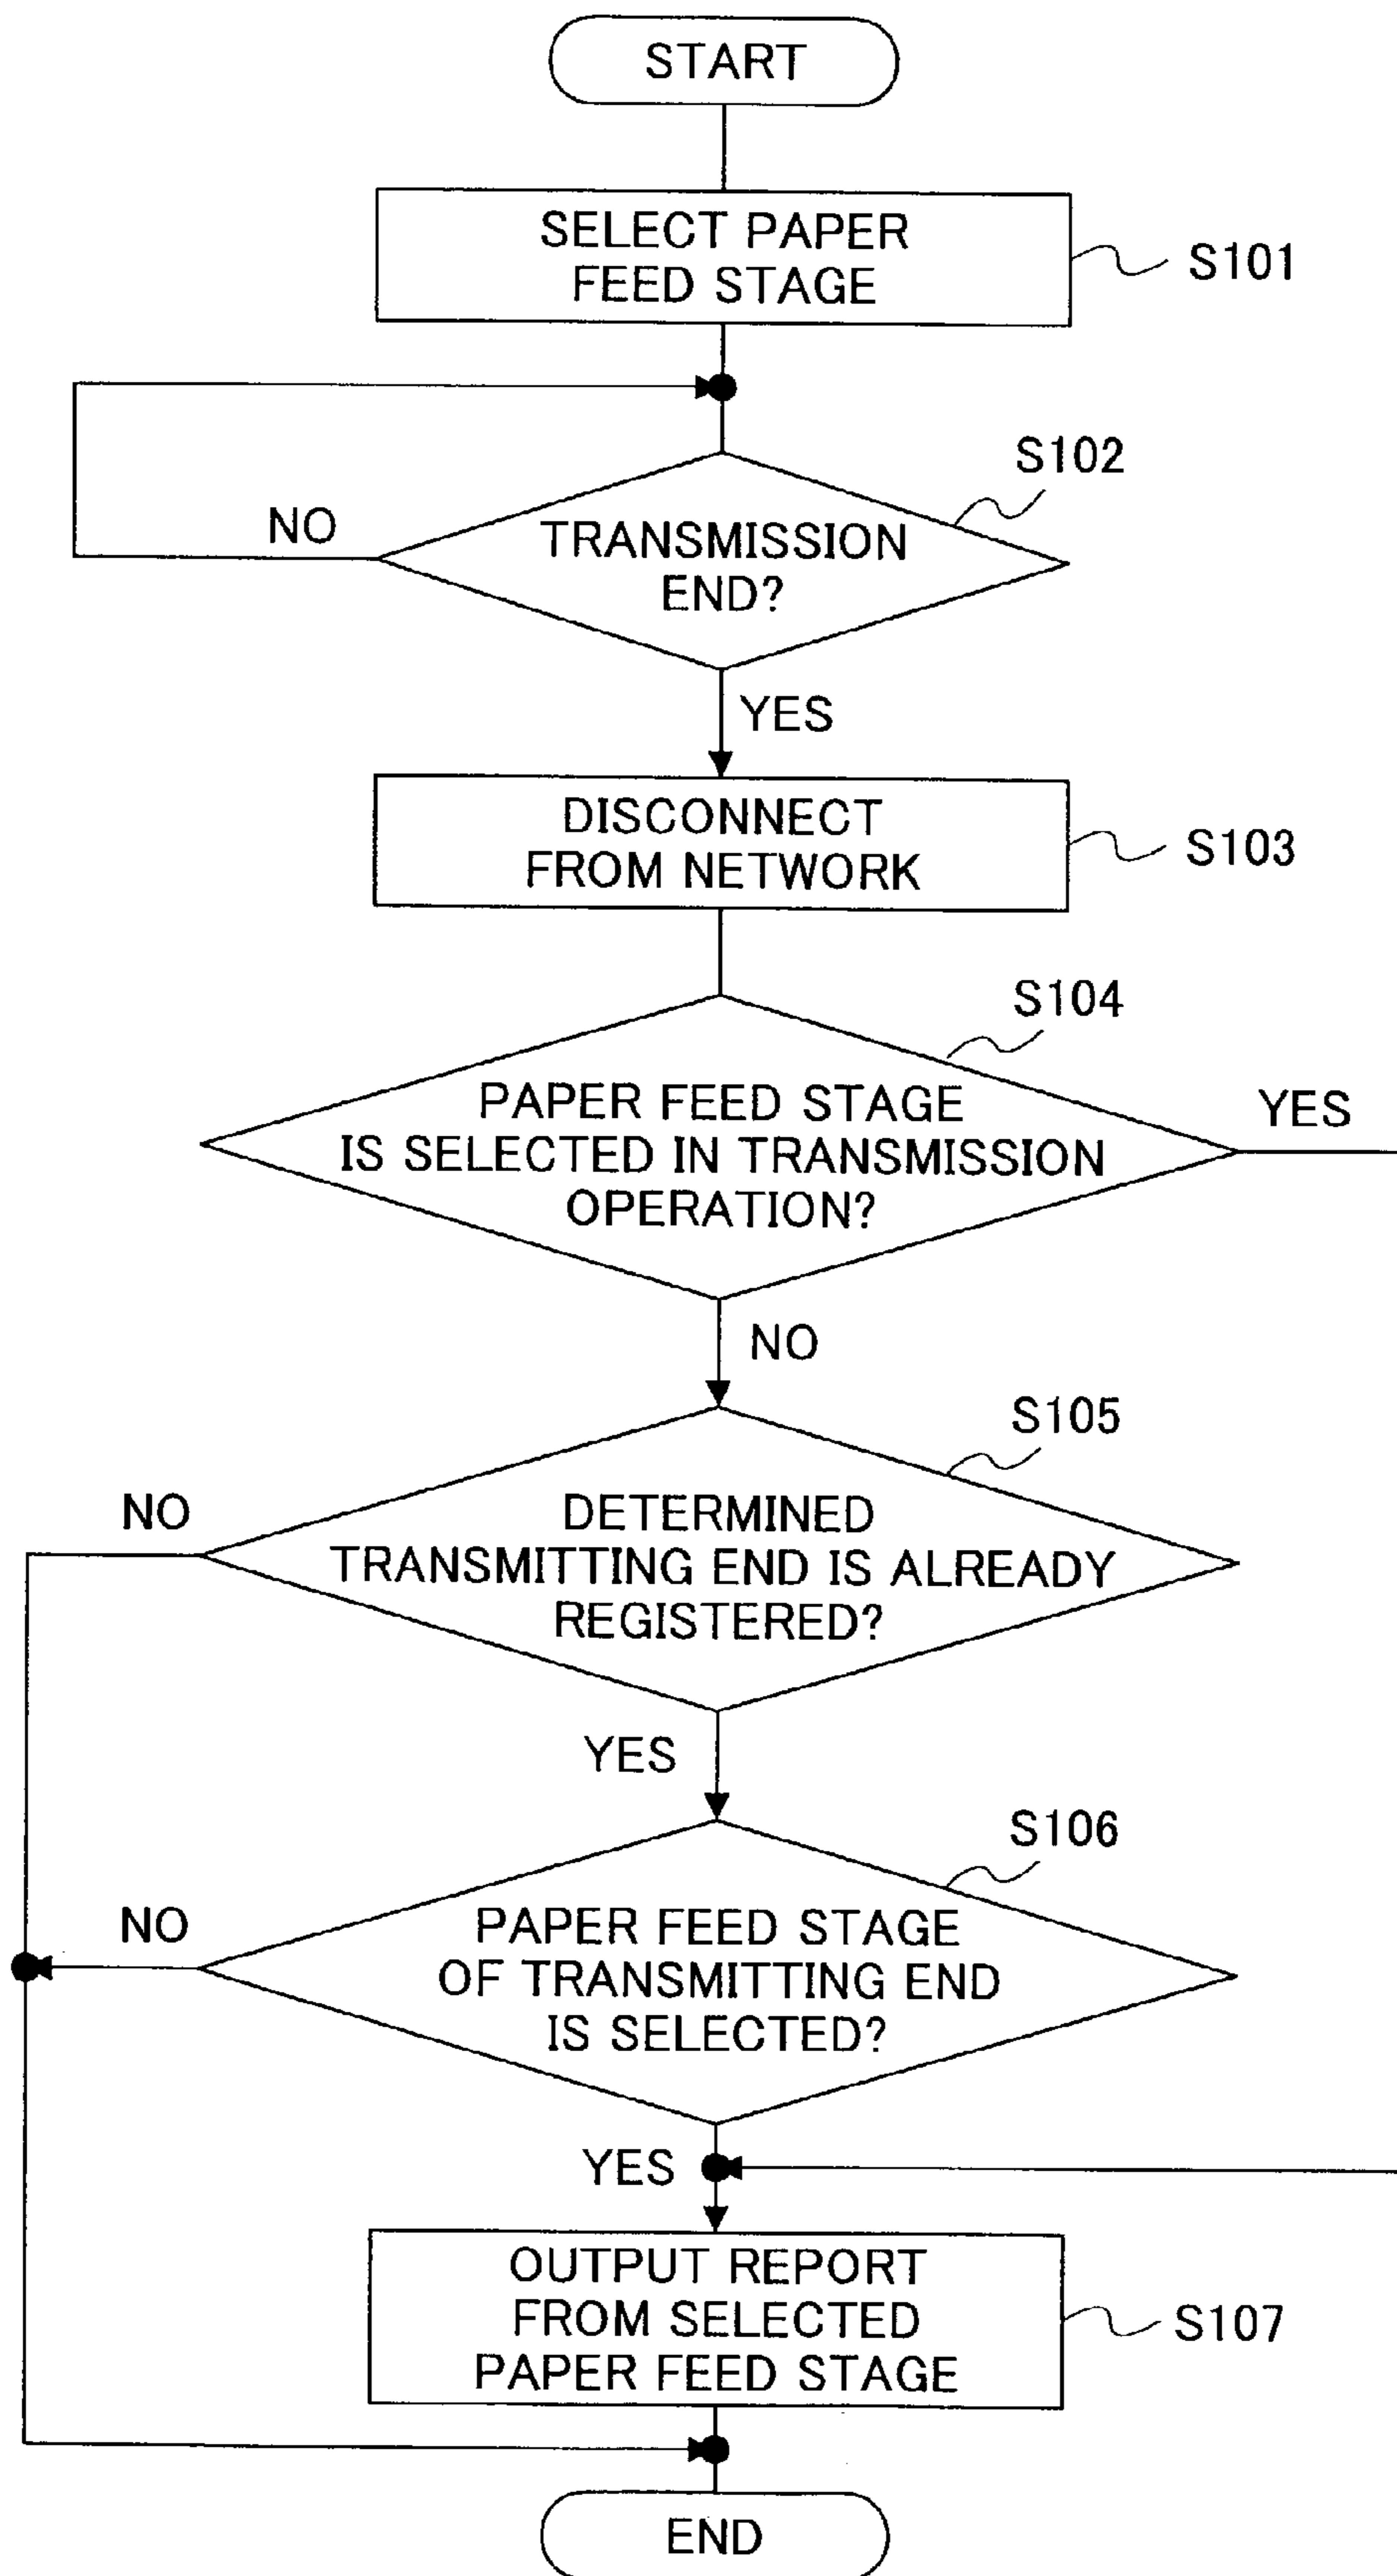 START
SELECT PAPER
FEED STAGE
S101
S102
NO
TRANSMISSION
END?
YES
DISCONNECT
FROM NETWORK
S103
S104
PAPER FEED STAGE
IS SELECTED IN TRANSMISSION
OPERATION?
YES
NO
S105
NO
DETERMINED
TRANSMITTING END IS ALREADY
REGISTERED?
YES
S106
NO
PAPER FEED STAGE
OF TRANSMITTING END
IS SELECTED?
YES
OUTPUT REPORT
FROM SELECTED
PAPER FEED STAGE
S107
END